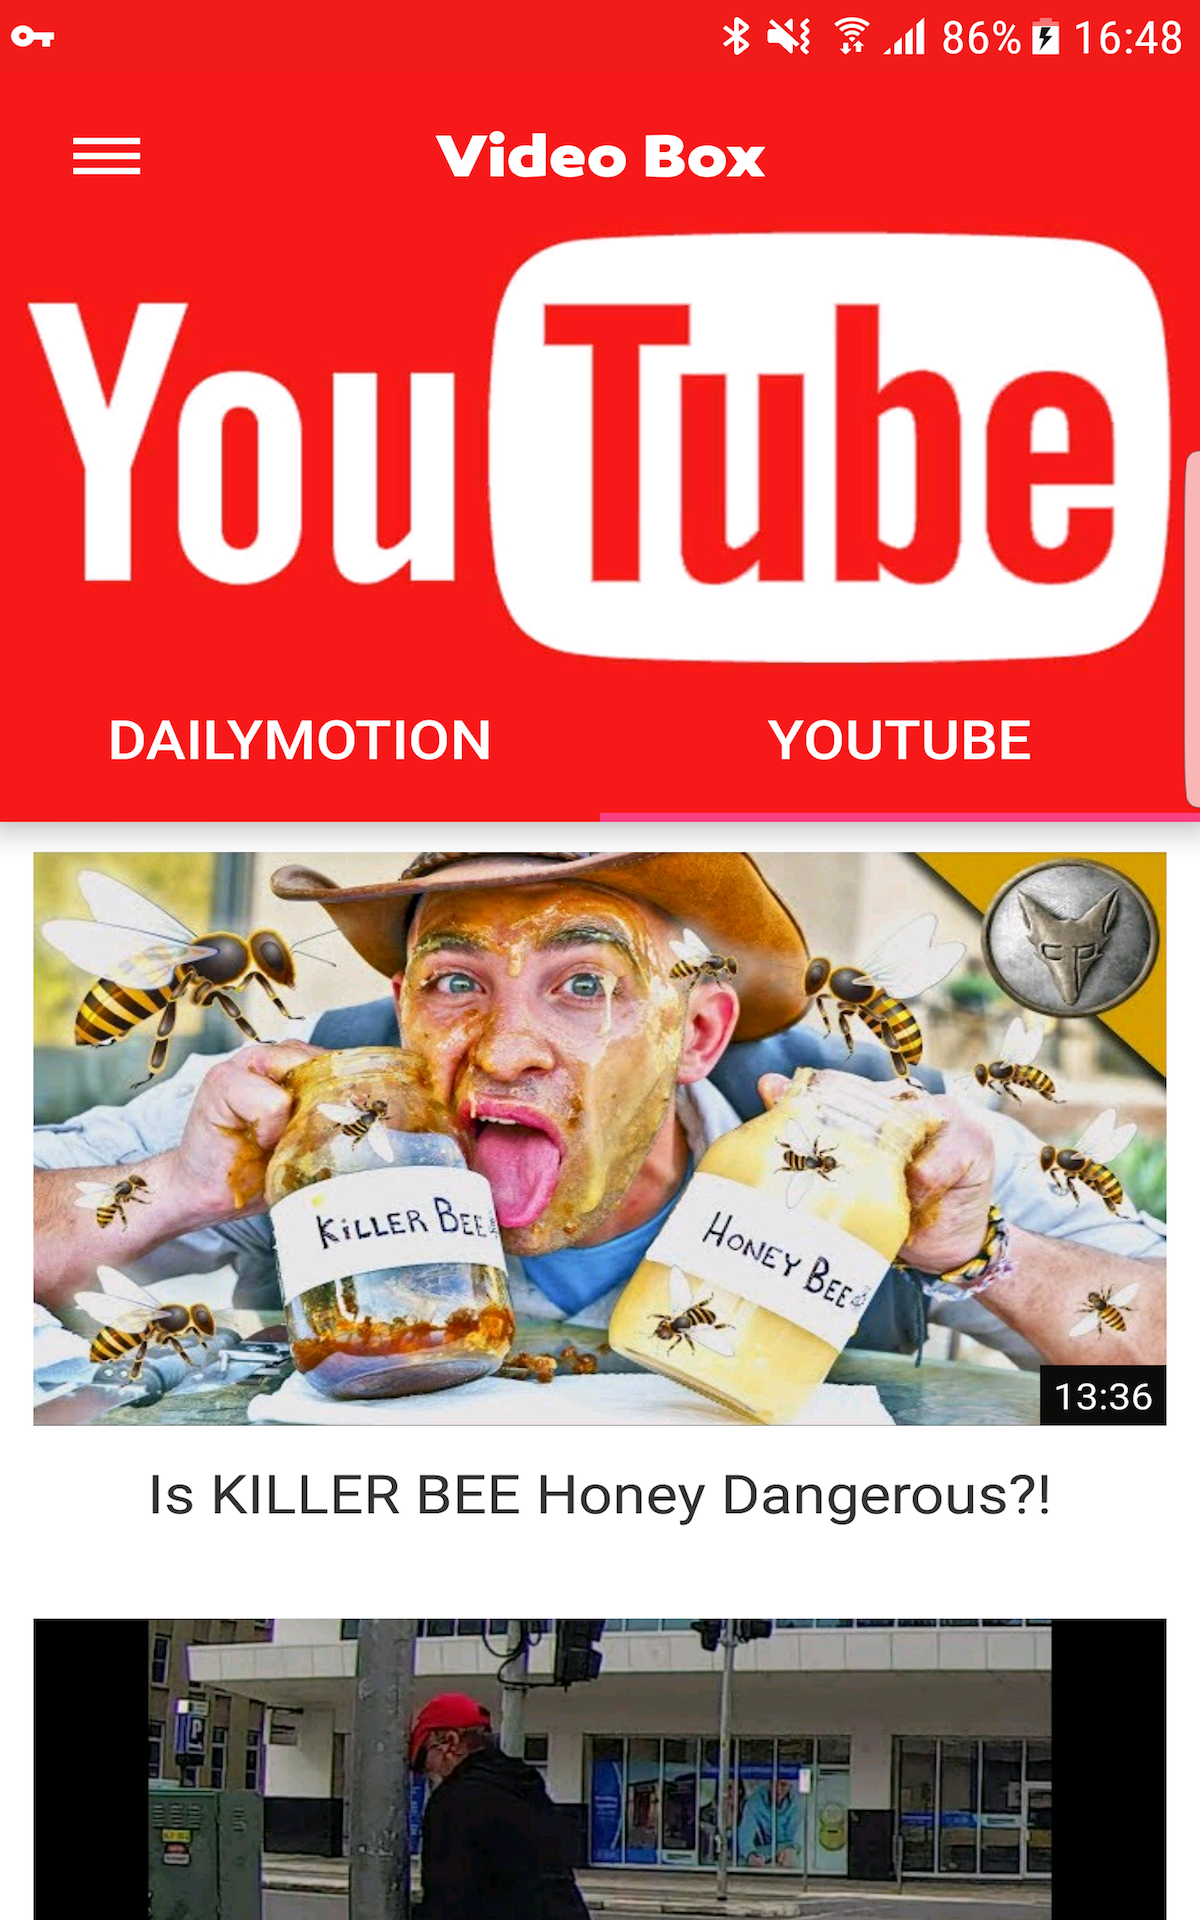 86% 16:48
Video Box
YouTube
DAILYMOTION YOUTUBE
KILLER BEE
HONEY BEE
13:36
Is KILLER BEE Honey Dangerous?!
P